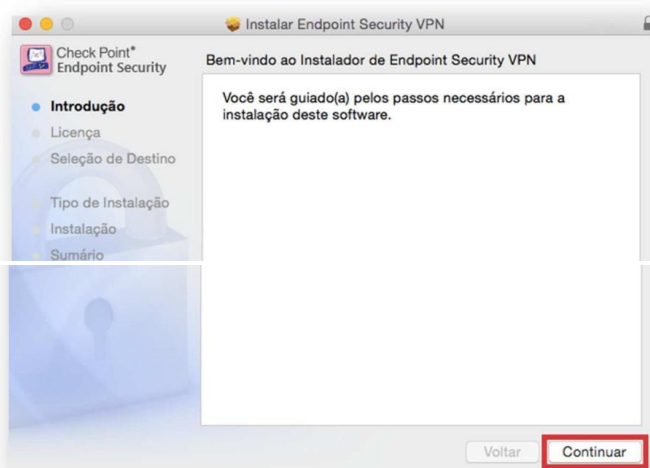 Instalar Endpoint Security VPN
Check Point*
Endpoint Security
Bem-vindo ao Instalador de Endpoint Security VPN
Introdução
Licença
Seleção de Destino
Tipo de Instalação
Instalação
Sumário
Você será guiado(a) pelos passos necessários para a
instalação deste software.
Voltar
Continuar